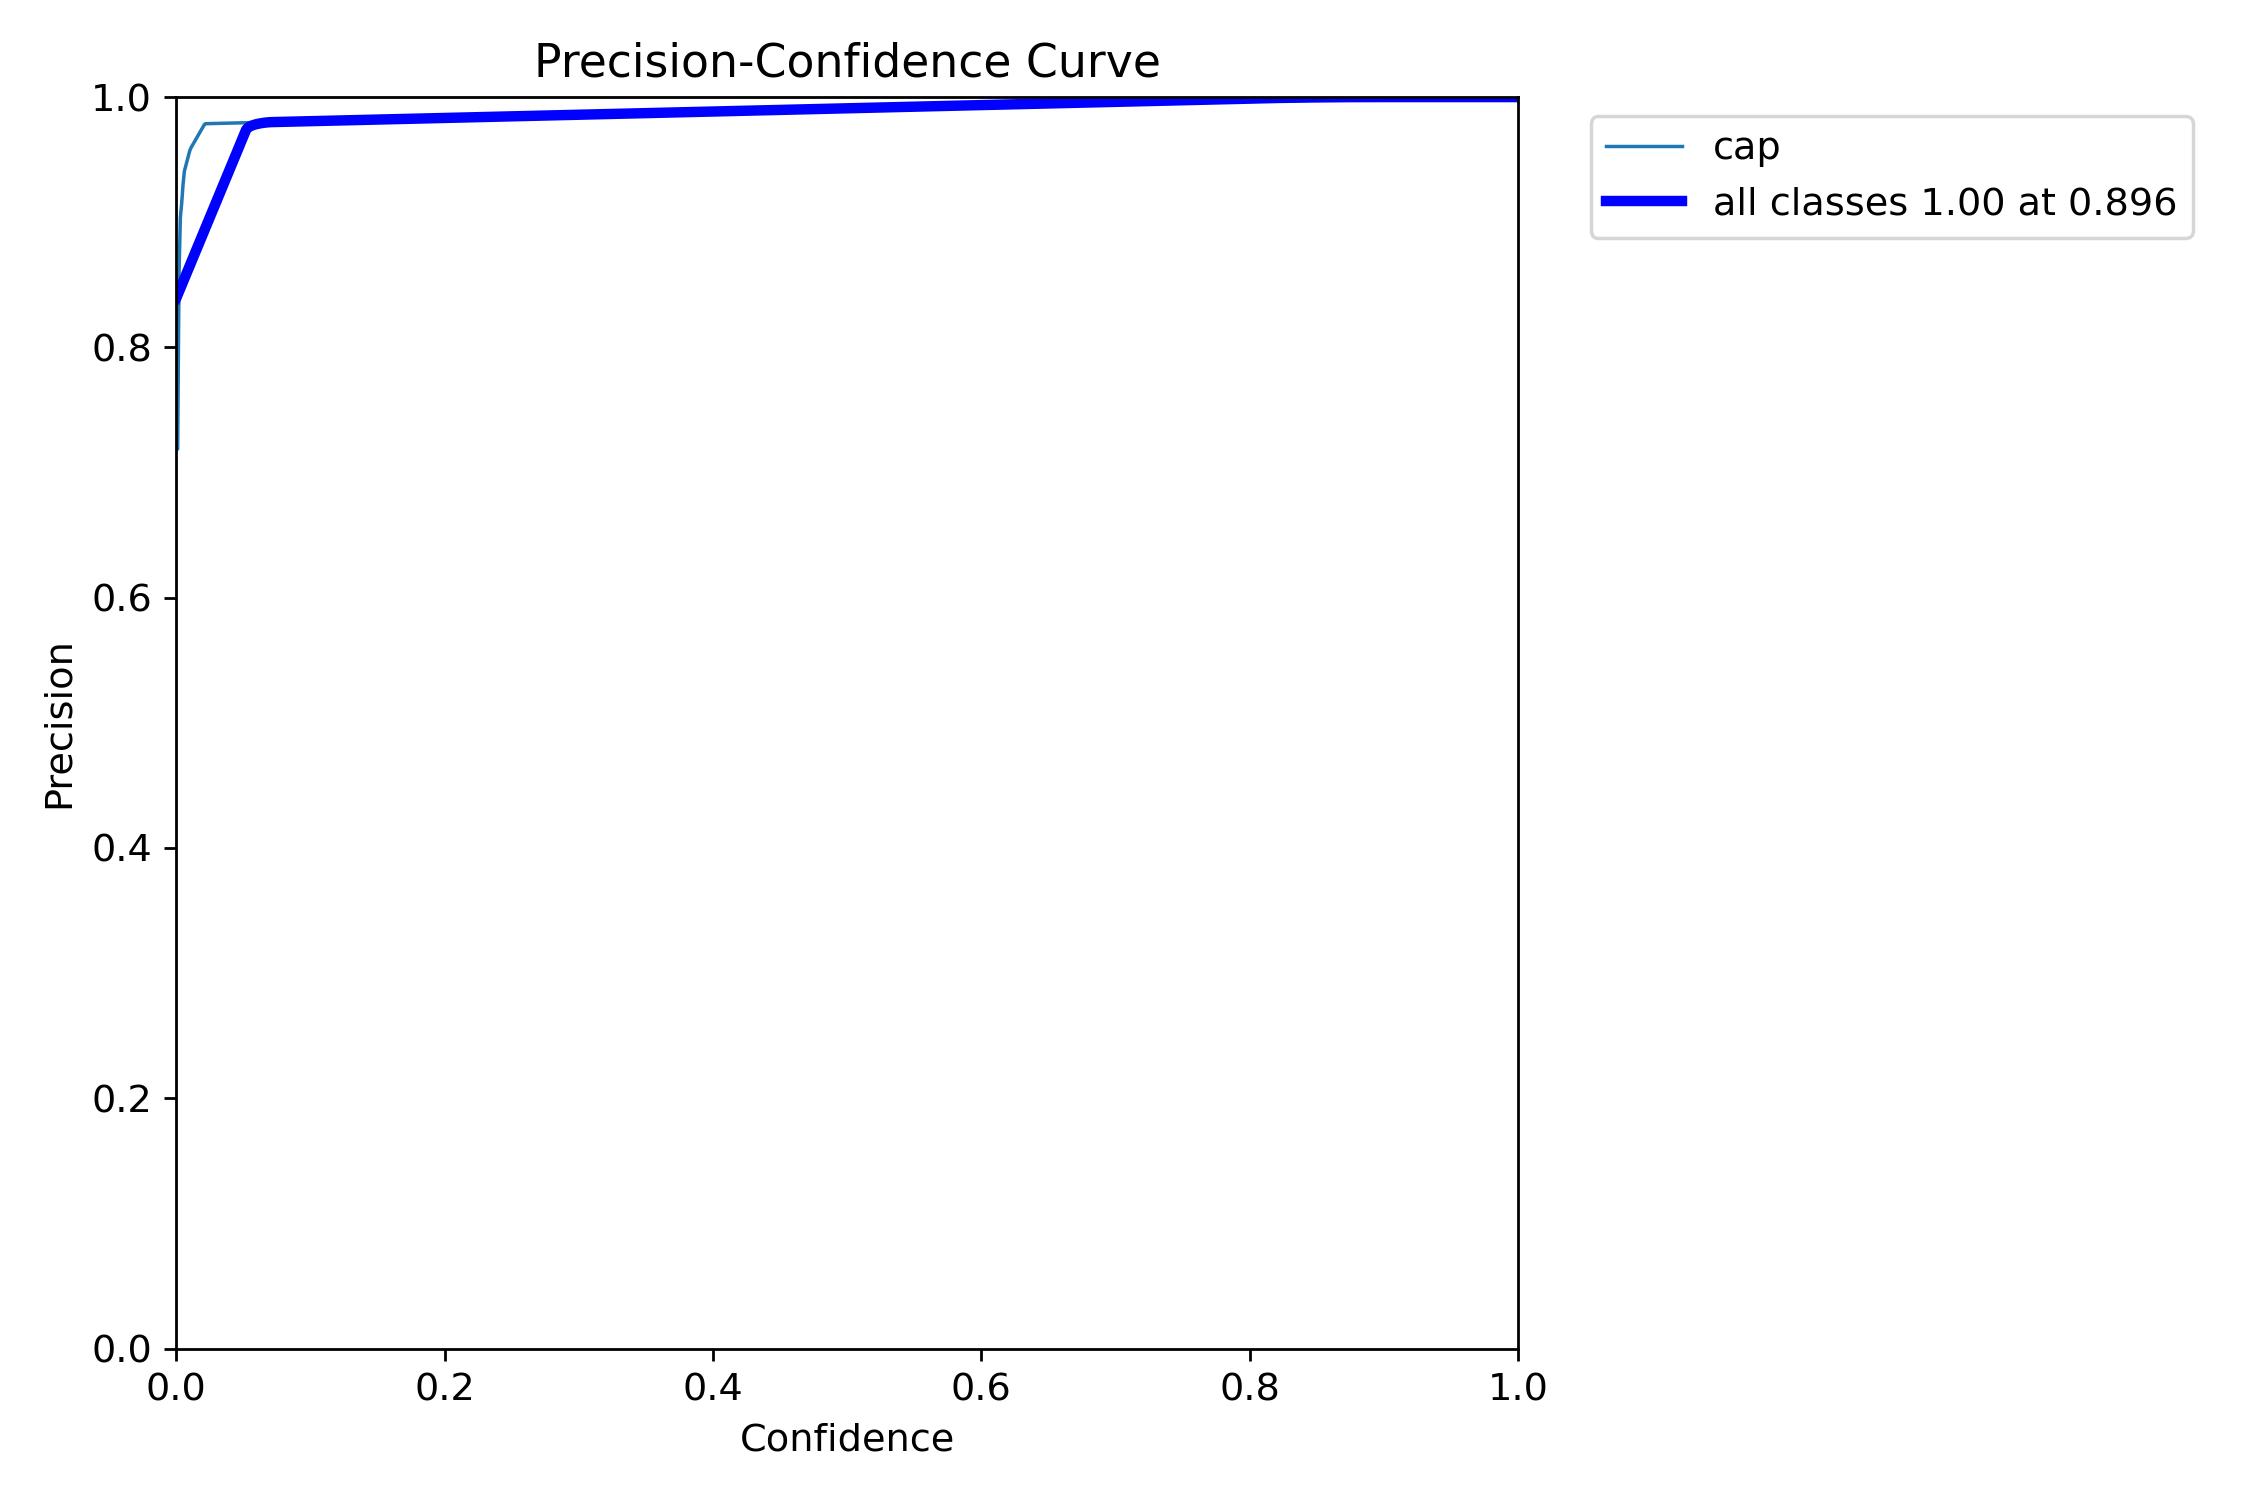 Precision-Confidence Curve
cap
all classes 1.00 at 0.896
Precision
1.0
0.8
0.6
0.4
0.2
0.0
0.0 0.2 0.4 0.6 0.8 1.0
Confidence